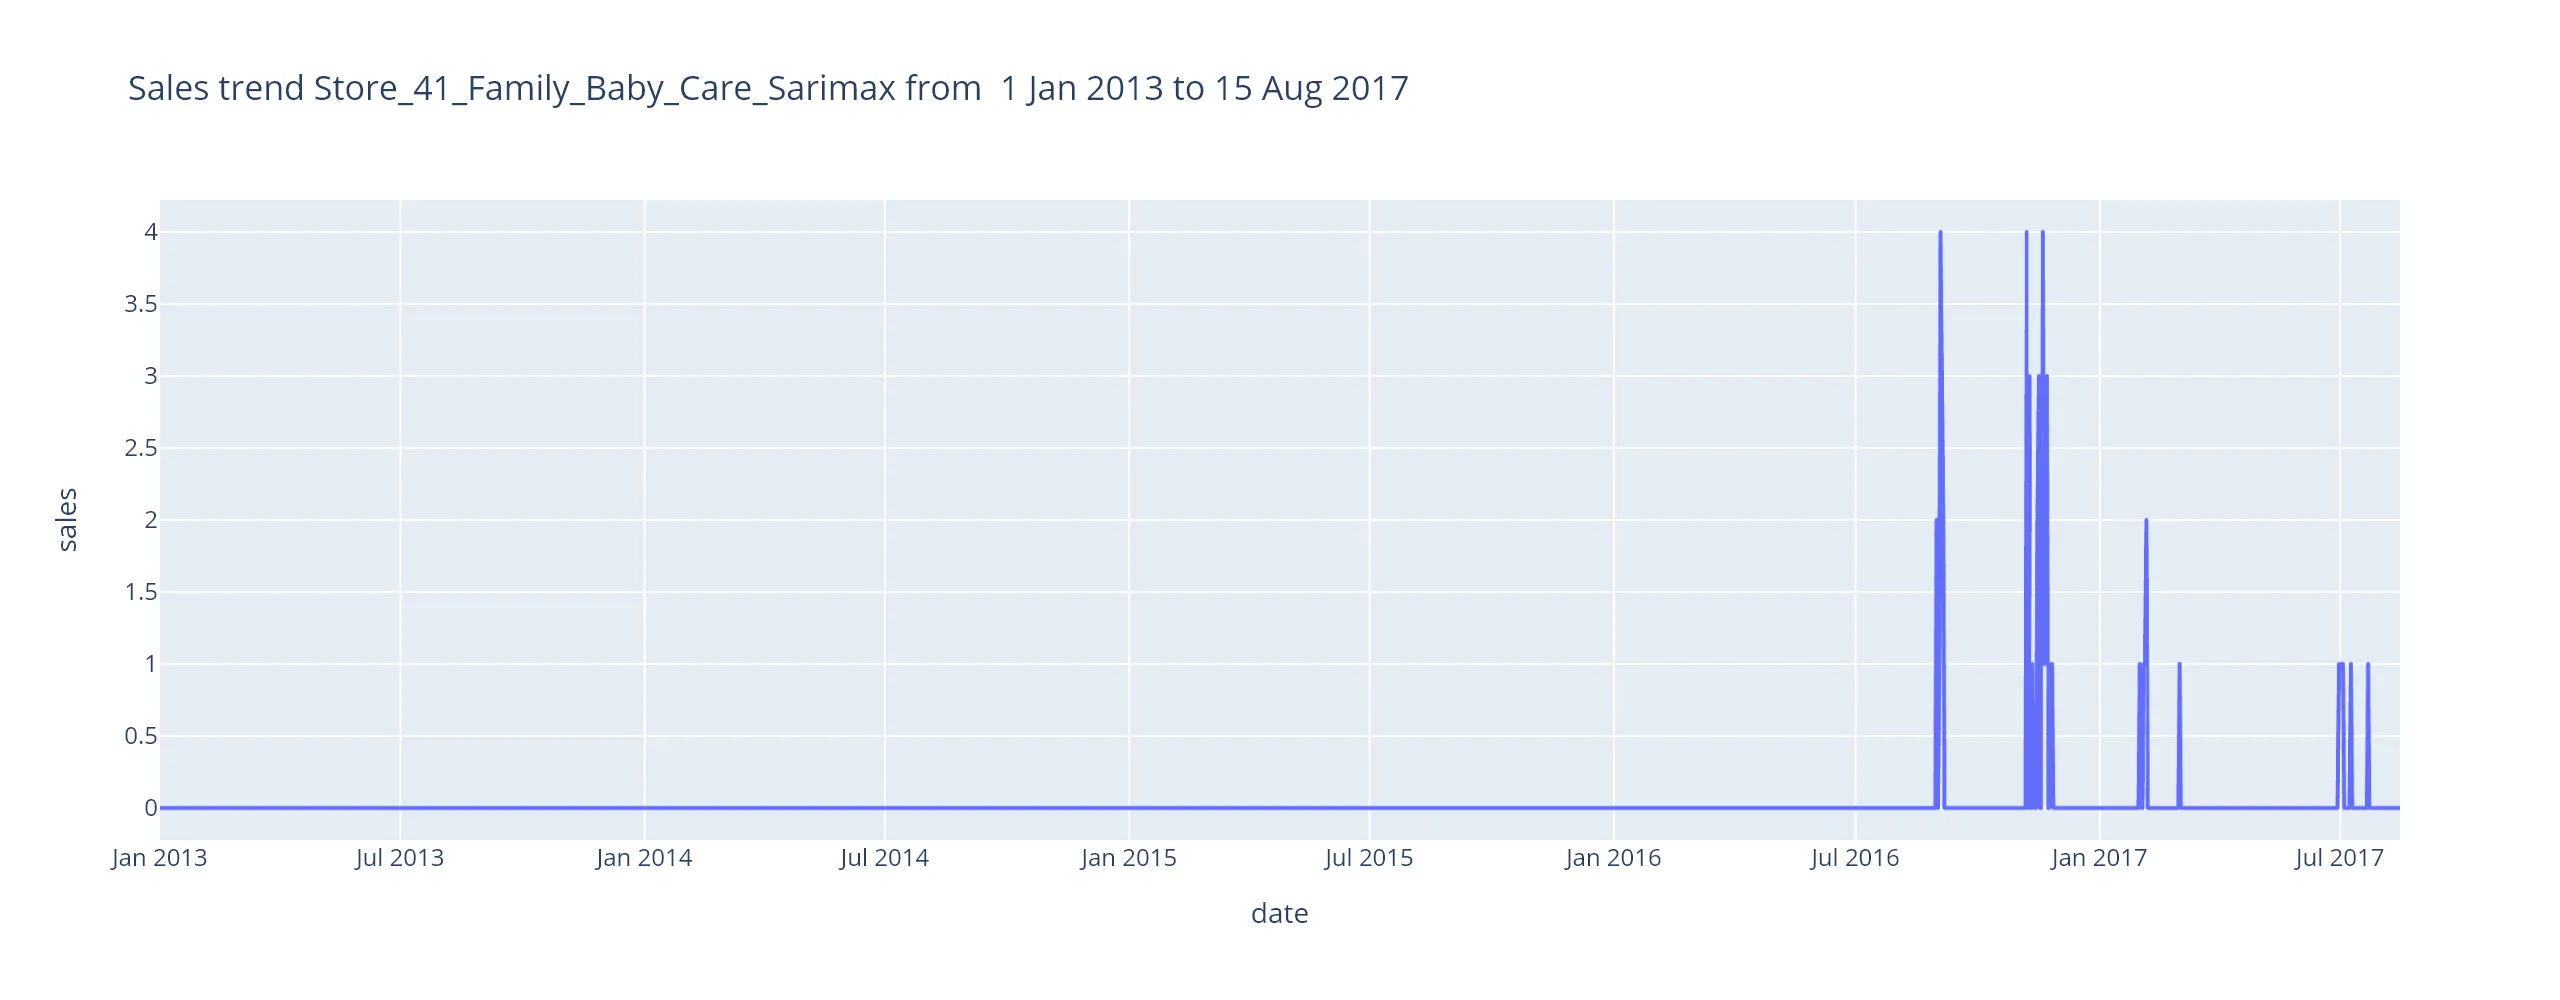 Sales trend Store_41_Family_Baby_Care_Sarimax from  1 Jan 2013 to 15 Aug 2017
4
3.5
3
2.5
2
1.5
1
0.5
0
sales
Jan 2013 Jul 2013 Jan 2014 Jul 2014 Jan 2015 Jul 2015 Jan 2016 Jul 2016 Jan 2017 Jul 2017
date